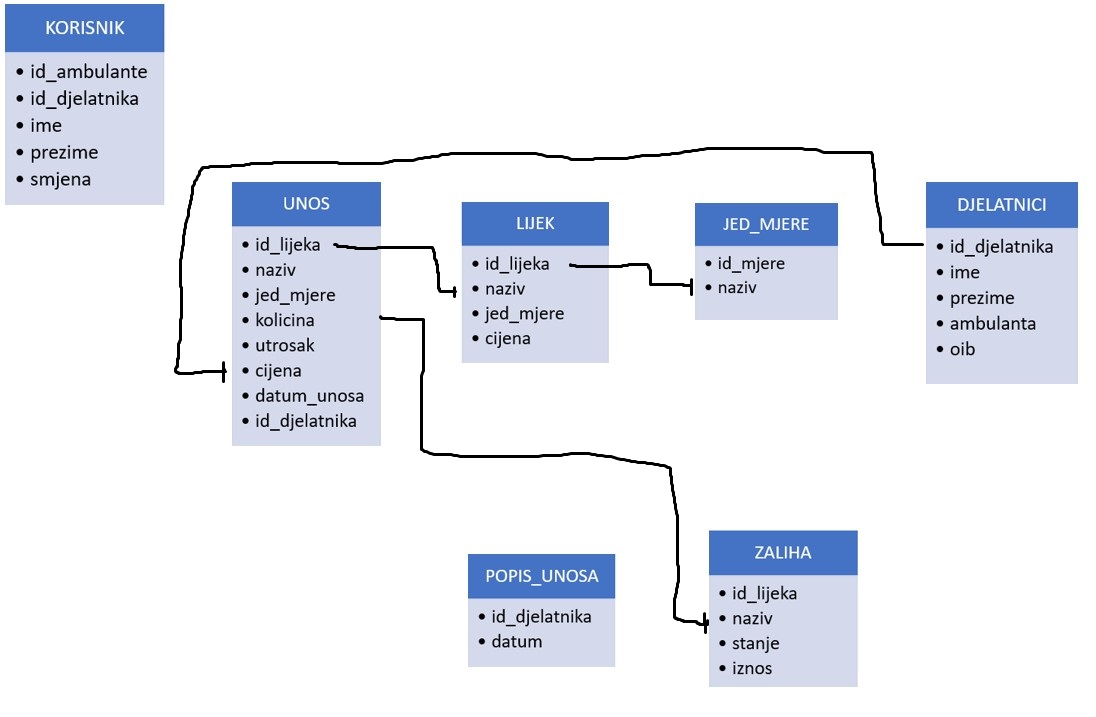 KORISNIK
• id_ambulante
• id_djelatnika
• ime
• prezime
• smjena
UNOS
• id_lijeka
• naziv
• jed_mjere
• kolicina
• utrosak
• cijena
• datum_unosa
• id_djelatnika
LIJEK
• id_lijeka
• naziv
• jed_mjere
• cijena
JED_MJERE
• id_mjere
• naziv
DJELATNICI
• id_djelatnika
• ime
• prezime
• ambulanta
• oib
POPIS_UNOSA
• id_djelatnika
• datum
ZALIHA
• id_lijeka
• naziv
• stanje
• iznos